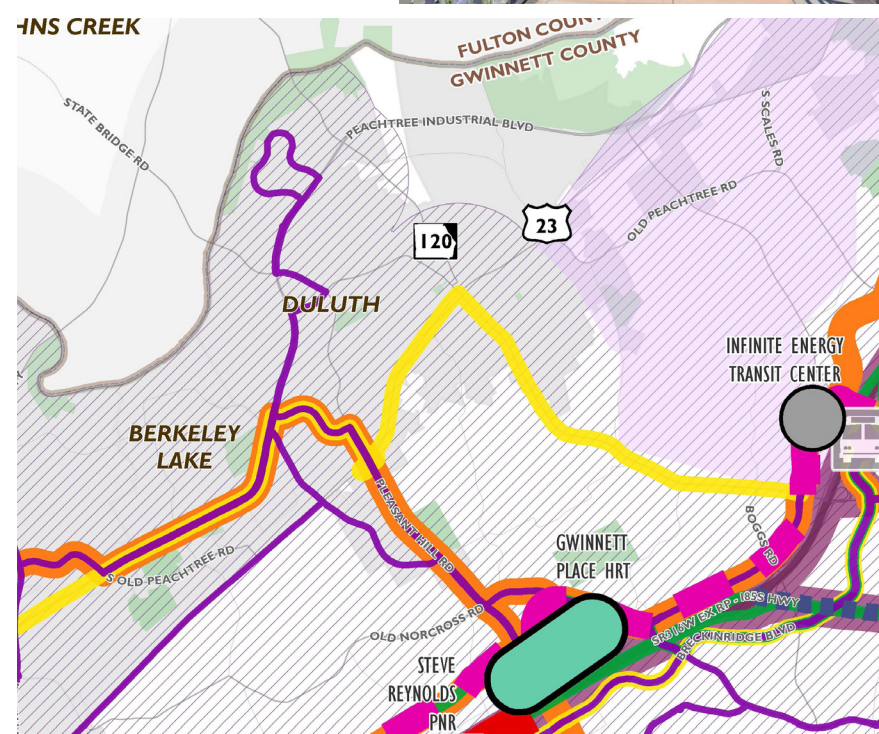 HNS CREEK
FULTON COUNT
GWINNETT COUNTY
STATE BRIDGE RD
PEACHTREE INDUSTRIAL BLVD
S SCALES RD
OLD PEACHTREE RD
120
23
DULUTH
INFINITE ENERGY
TRANSIT CENTER
BERKELEY
LAKE
PLEASANT HILL RD
BOGGS RD
GWINNETT
PLACE HRT
S OLD PEACHTREE RD
OLD NORCROSS RD
SR316W EX RP - I85S HWY
BRECKINRIDGE BLVD
STEVE
REYNOLDS
PNR